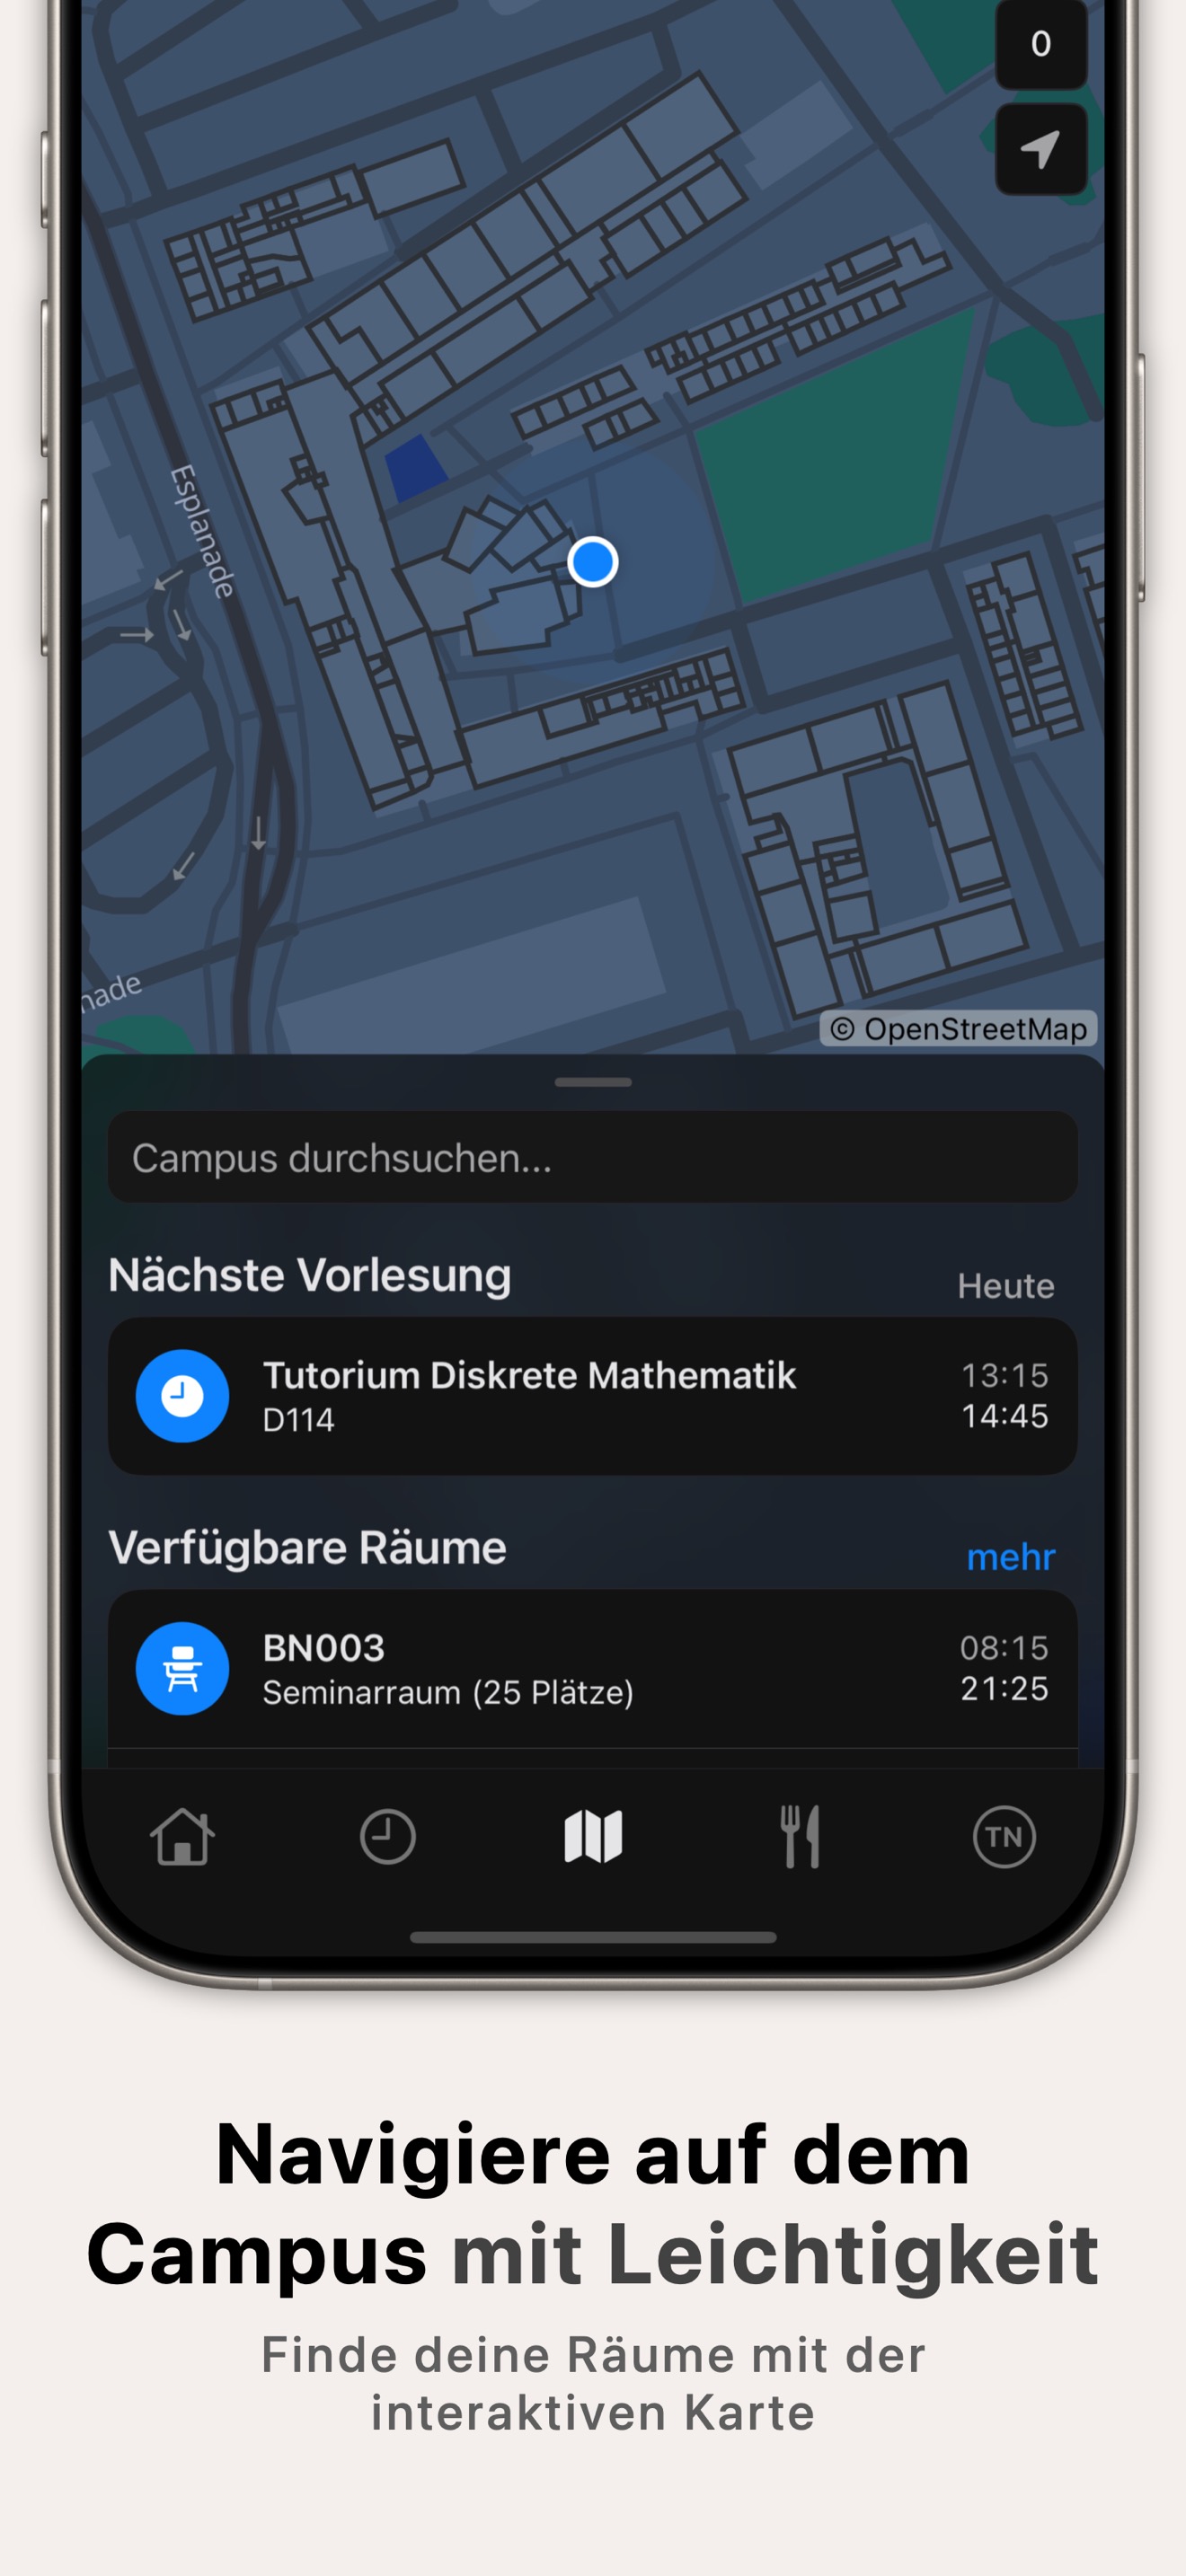 0
Esplanade
nade
© OpenStreetMap
Campus durchsuchen...
Nächste Vorlesung
Heute
Tutorium Diskrete Mathematik
13:15
D114
14:45
Verfügbare Räume
mehr
BN003
08:15
Seminarraum (25 Plätze)
21:25
TN
Navigiere auf dem
Campus mit Leichtigkeit
Finde deine Räume mit der
interaktiven Karte